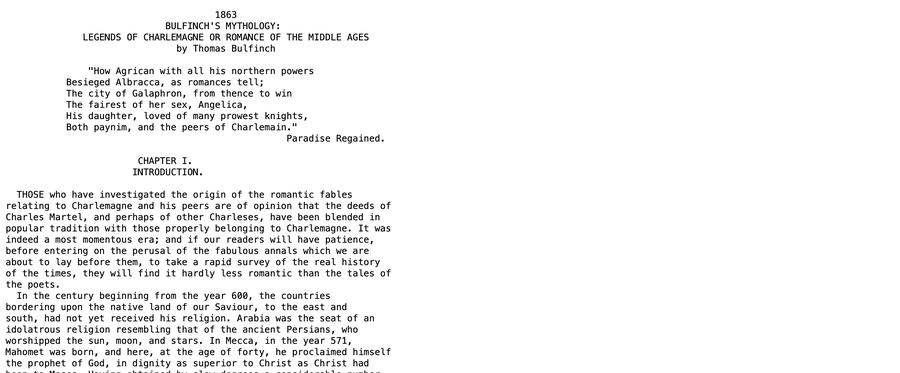 1863
BULFINCH'S MYTHOLOGY:
LEGENDS OF CHARLEMAGNE OR ROMANCE OF THE MIDDLE AGES
by Thomas Bulfinch
"How Agrican with all his northern powers
Besieged Albracca, as romances tell;
The city of Galaphron, from thence to win
The fairest of her sex, Angelica,
His daughter, loved of many prowest knights,
Both paynim, and the peers of Charlemain."
Paradise Regained.
CHAPTER I.
INTRODUCTION.
THOSE who have investigated the origin of the romantic fables
relating to Charlemagne and his peers are of opinion that the deeds of
Charles Martel, and perhaps of other Charleses, have been blended in
popular tradition with those properly belonging to Charlemagne. It was
indeed a most momentous era; and if our readers will have patience,
before entering on the perusal of the fabulous annals which we are
about to lay before them, to take a rapid survey of the real history
of the times, they will find it hardly less romantic than the tales of
the poets.
In the century beginning from the year 600, the countries
bordering upon the native land of our Saviour, to the east and
south, had not yet received his religion. Arabia was the seat of an
idolatrous religion resembling that of the ancient Persians, who
worshipped the sun, moon, and stars. In Mecca, in the year 571,
Mahomet was born, and here, at the age of forty, he proclaimed himself
the prophet of God, in dignity as superior to Christ as Christ had